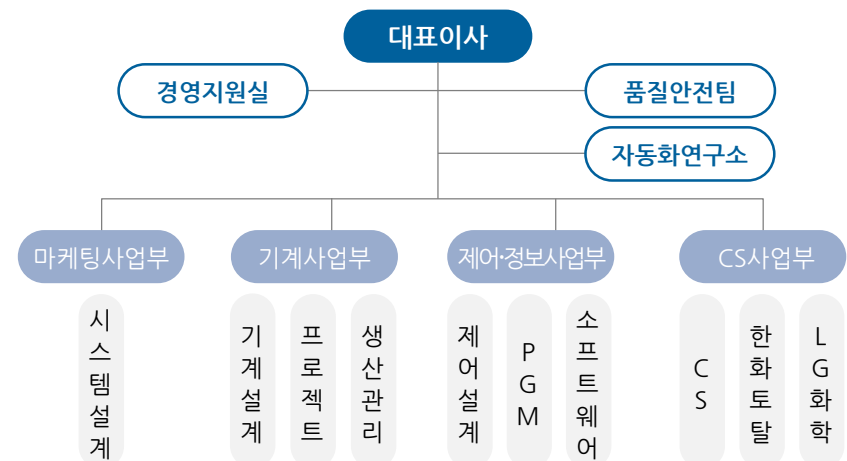 대표이사
경영지원실
품질안전팀
자동화연구소
마케팅사업부
기계사업부
제어·정보사업부
CS사업부
시스템설계
기계설계
프로젝트
생산관리
제어설계
PGM
소프트웨어
CS
한화토탈
LG화학